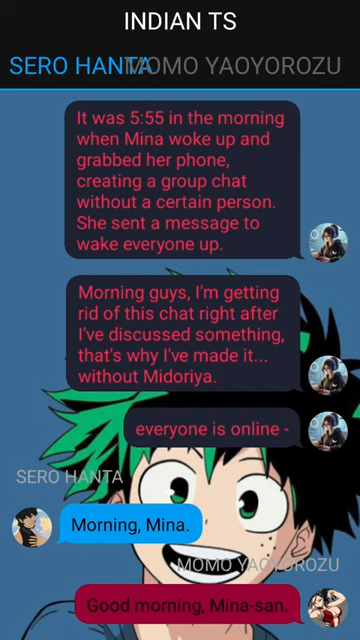 INDIAN TS
SERO HANTA MOMO YAOYOROZU
It was 5:55 in the morning
when Mina woke up and
grabbed her phone,
creating a group chat
without a certain person.
She sent a message to
wake everyone up.
Morning guys, I'm getting
rid of this chat right after
I've discussed something,
that's why I've made it...
without Midoriya.
everyone is online -
SERO HANTA
Morning, Mina.
MOMO YAOYOROZU
Good morning, Mina-san.